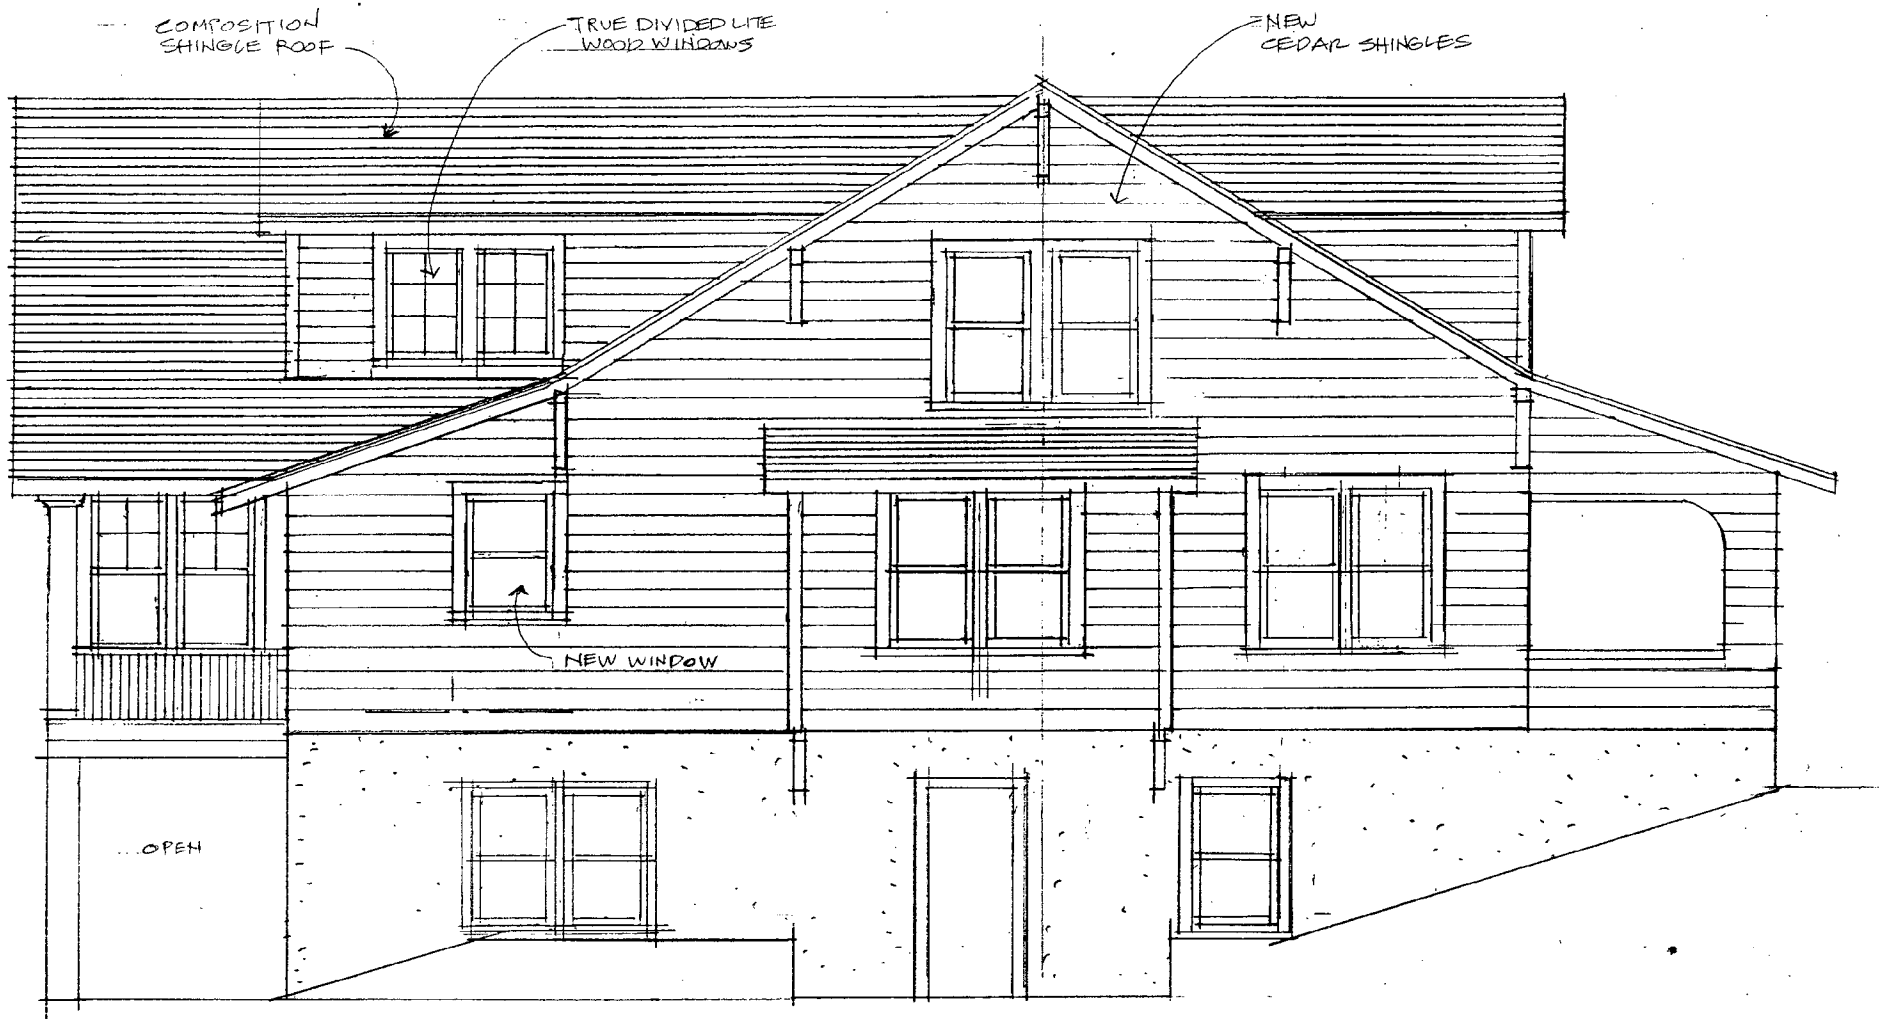 COMPOSITION
SHINGLE ROOF
TRUE DIVIDED LITE
WOOD WINDOWS
NEW
CEDAR SHINGLES
NEW WINDOW
OPEN